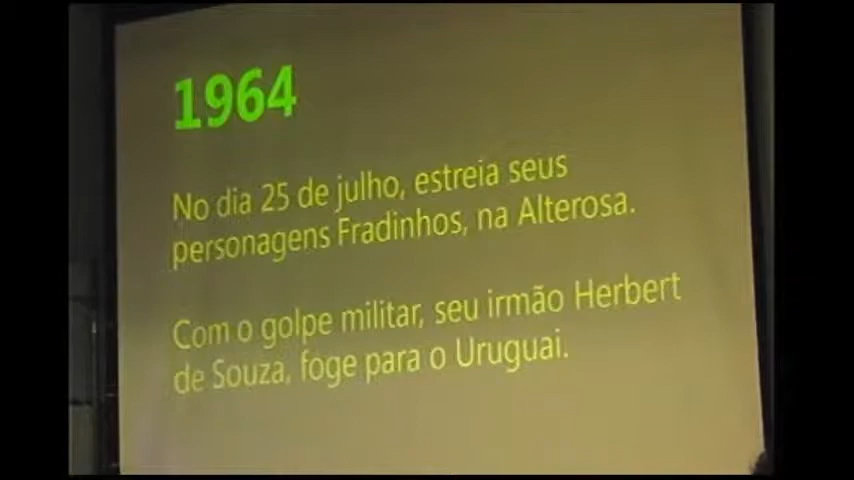 1964
No dia 25 de julho, estreia seus
personagens Fradinhos, na Alterosa.
Com o golpe militar, seu irmão Herbert
de Souza, foge para o Uruguai.